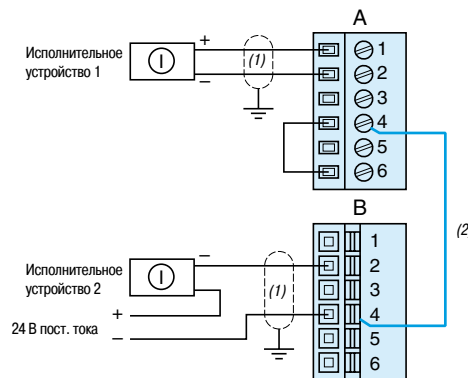 A
Исполнительное
устройство 1
I
+
–
(1)
1
2
3
4
5
6
B
(2
Исполнительное
устройство 2
I
–
+
24 В пост. тока
–
(1)
1
2
3
4
5
6